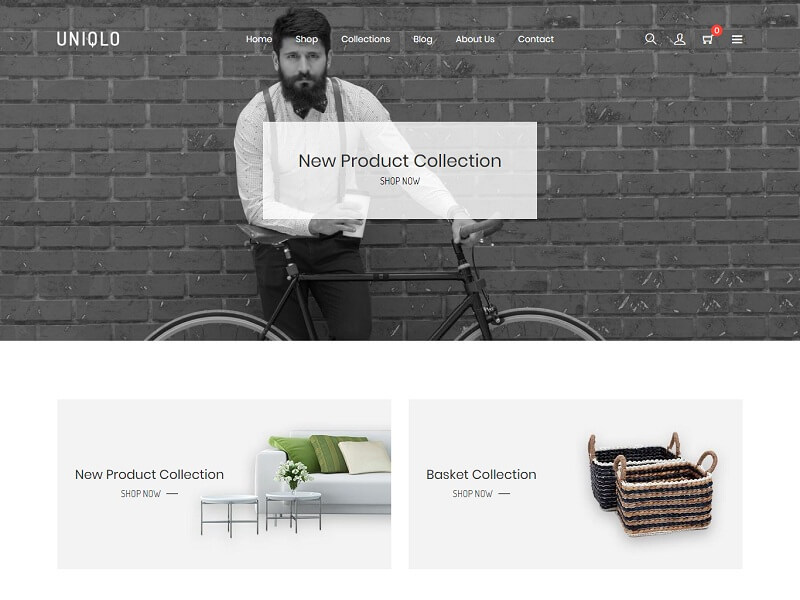 UNIQLO
Home Shop Collections Blog About Us Contact
0
New Product Collection
SHOP NOW
New Product Collection
SHOP NOW
Basket Collection
SHOP NOW